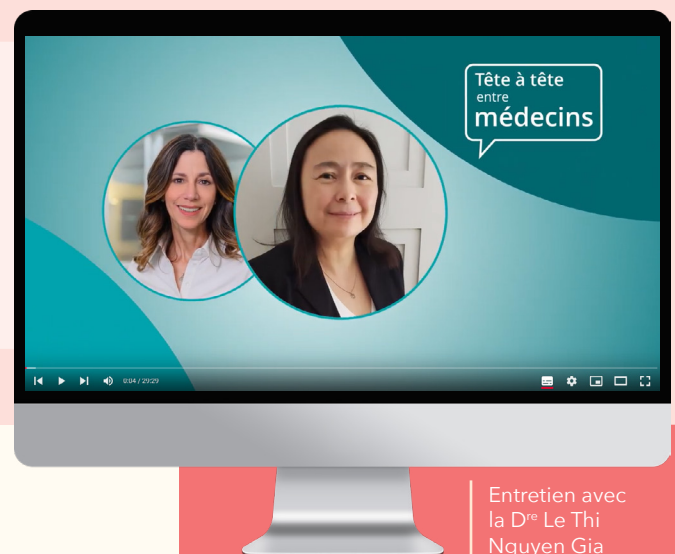 Tête à tête
entre
médecins
0:04 / 29:29
Entretien avec
la Dre Le Thi
Nguyen Gia